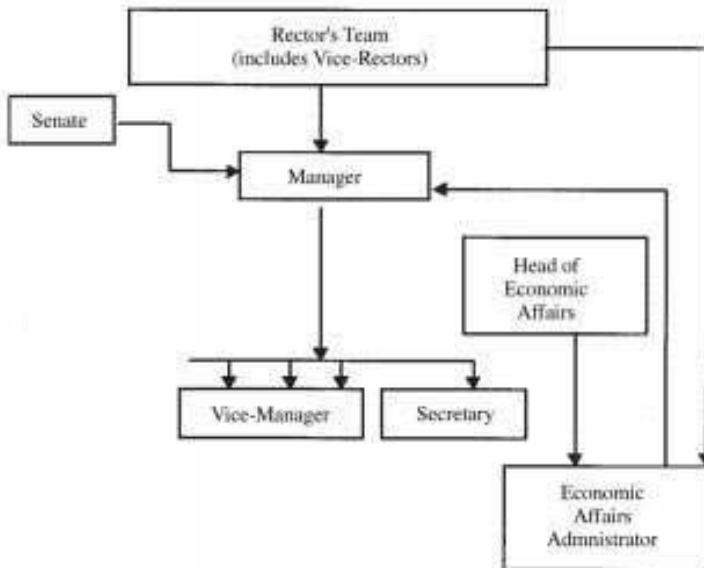 Rector's Team
(includes Vice-Rectors)
Senate
Manager
Head of
Economic
Affairs
Vice-Manager
Secretary
Economic
Affairs
Admnistrator